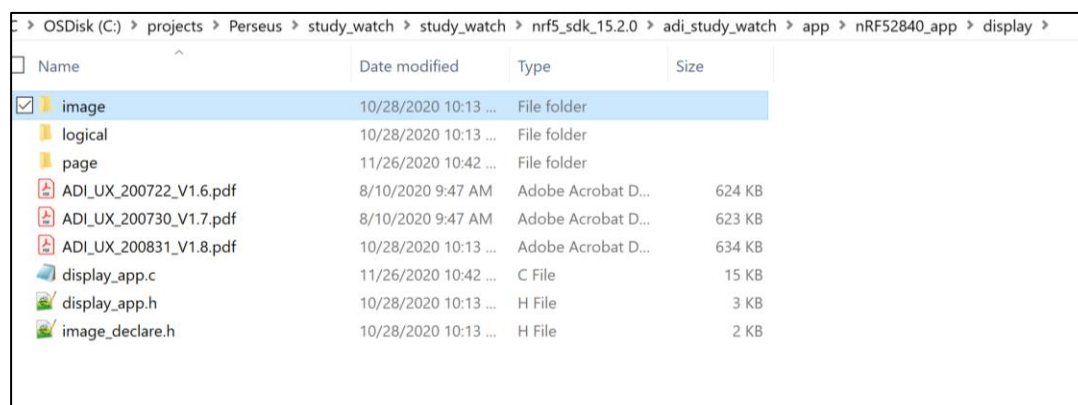 C > OSDisk (C:) > projects > Perseus > study_watch > study_watch > nrf5_sdk_15.2.0 > adi_study_watch > app > nRF52840_app > display >
Name Date modified Type Size
image 10/28/2020 10:13 ... File folder
logical 10/28/2020 10:13 ... File folder
page 11/26/2020 10:42 ... File folder
ADI_UX_200722_V1.6.pdf 8/10/2020 9:47 AM Adobe Acrobat D... 624 KB
ADI_UX_200730_V1.7.pdf 8/10/2020 9:47 AM Adobe Acrobat D... 623 KB
ADI_UX_200831_V1.8.pdf 10/28/2020 10:13 ... Adobe Acrobat D... 634 KB
display_app.c 11/26/2020 10:42 ... C File 15 KB
display_app.h 10/28/2020 10:13 ... H File 3 KB
image_declare.h 10/28/2020 10:13 ... H File 2 KB